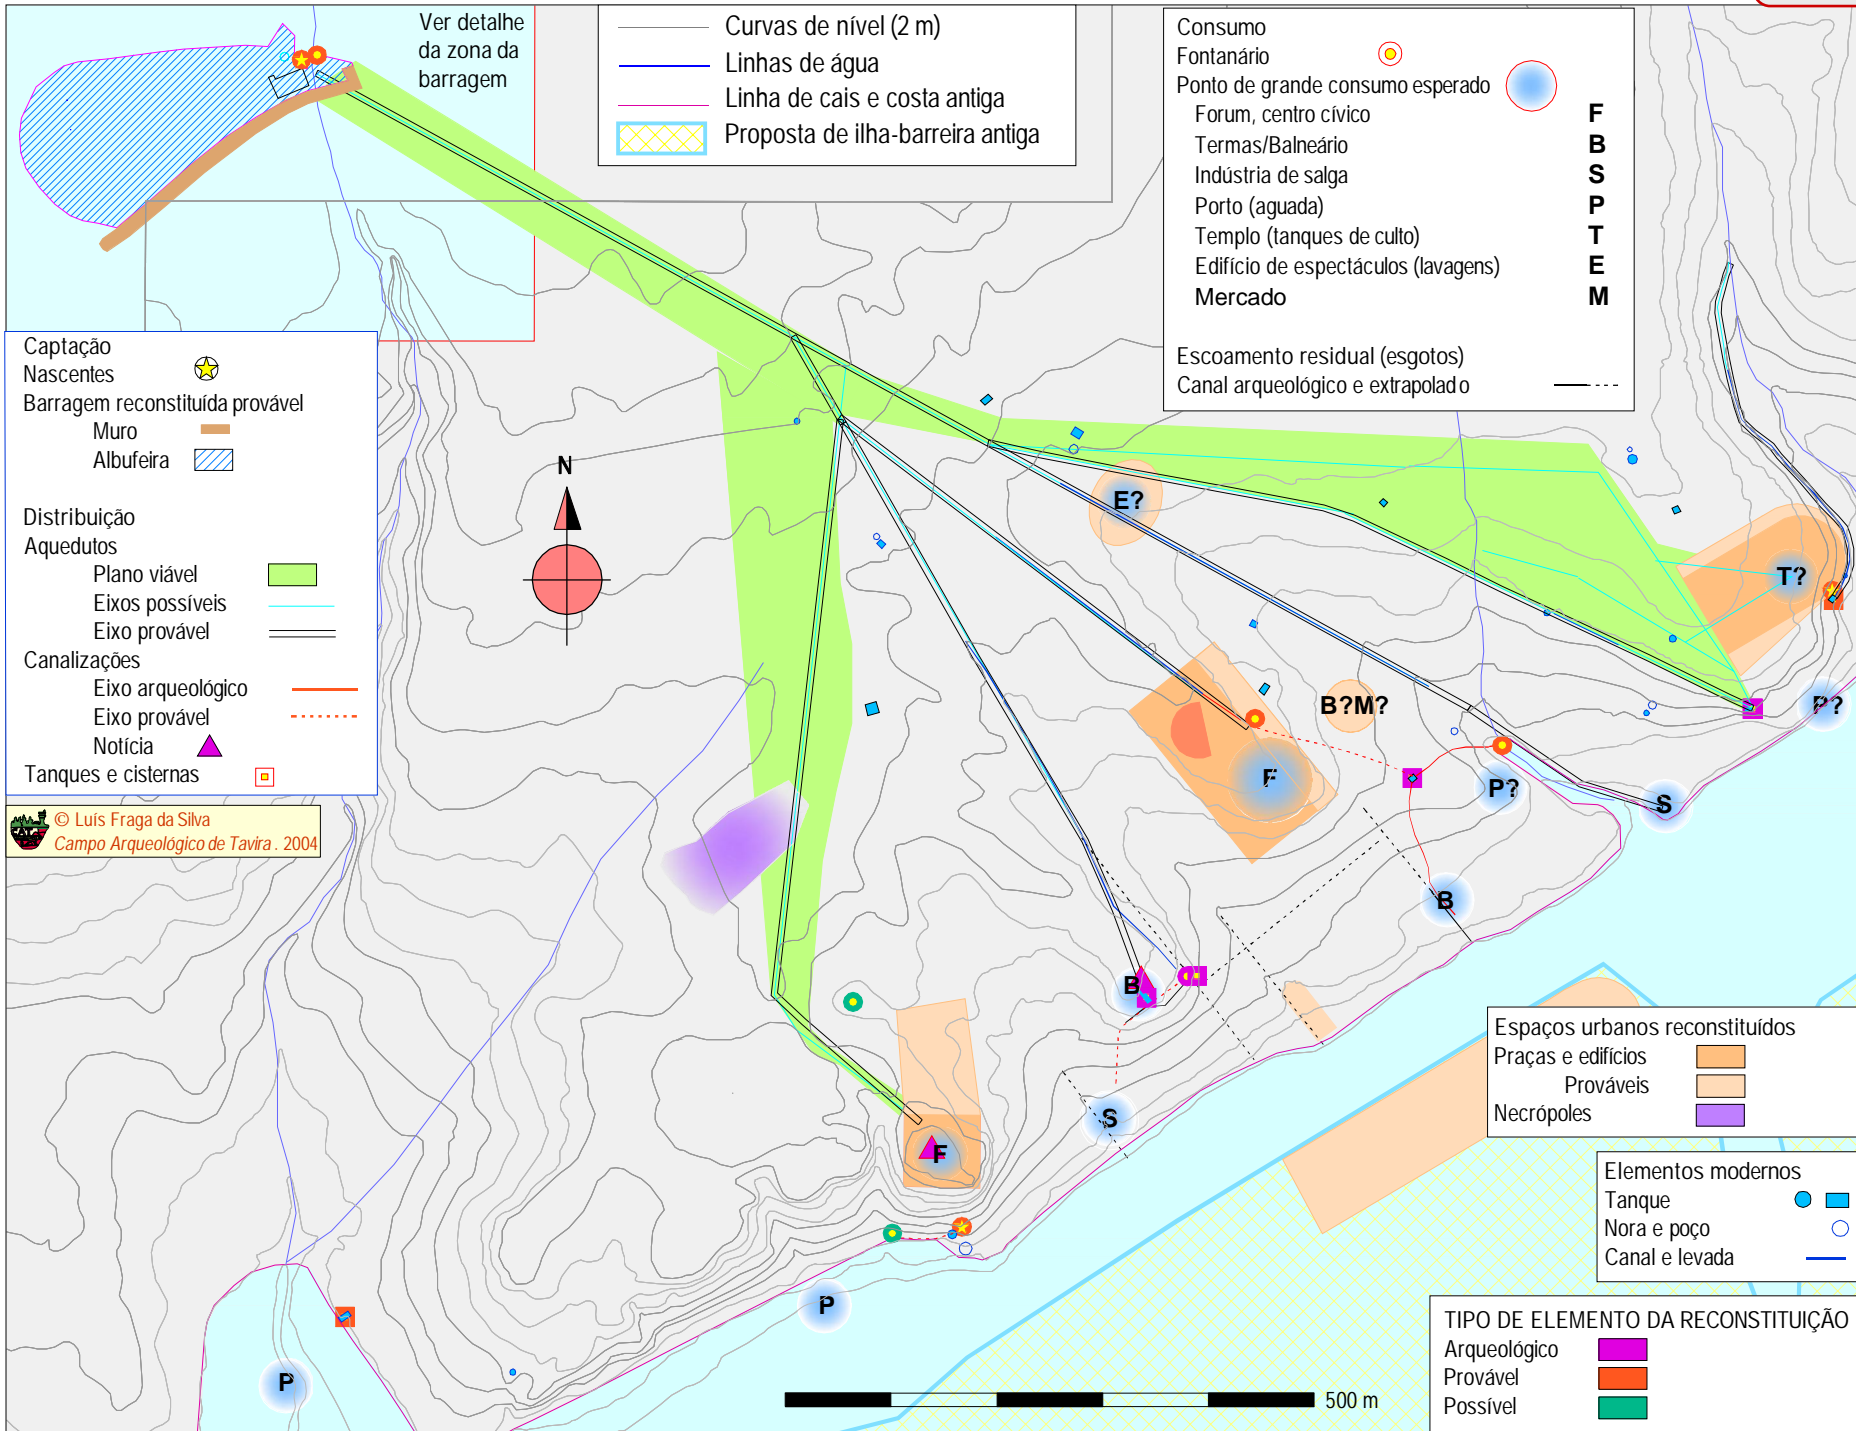 Ver detalhe
da zona da
barragem
Curvas de nível (2 m)
Linhas de água
Linha de cais e costa antiga
Proposta de ilha-barreira antiga
Consumo
Fontanário
Ponto de grande consumo esperado
Forum, centro cívico F
Termas/Balneário B
Indústria de salga S
Porto (aguada) P
Templo (tanques de culto) T
Edifício de espectáculos (lavagens) E
Mercado M
Escoamento residual (esgotos)
Canal arqueológico e extrapolado
Captação
Nascentes
Barragem reconstituída provável
Muro
Albufeira
Distribuição
Aquedutos
Plano viável
Eixos possíveis
Eixo provável
Canalizações
Eixo arqueológico
Eixo provável
Notícia
Tanques e cisternas
© Luís Fraga da Silva
Campo Arqueológico de Tavira . 2004
N
E?
T?
B?M?
P?
F
P?
S
B
B
S
F
P
P
500 m
Espaços urbanos reconstituídos
Praças e edifícios
Prováveis
Necrópoles
Elementos modernos
Tanque
Nora e poço
Canal e levada
TIPO DE ELEMENTO DA RECONSTITUIÇÃO
Arqueológico
Provável
Possível